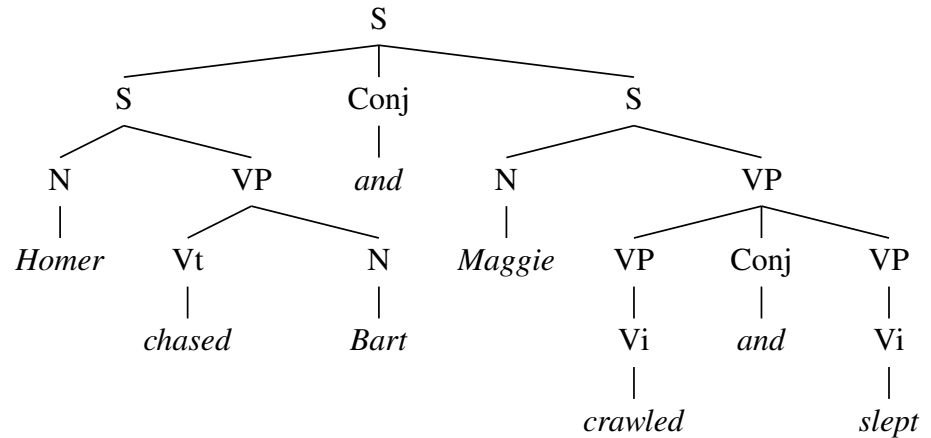 S
S Conj S
N VP and N VP
Homer Vt N Maggie VP Conj VP
chased Bart Vi and Vi
crawled slept